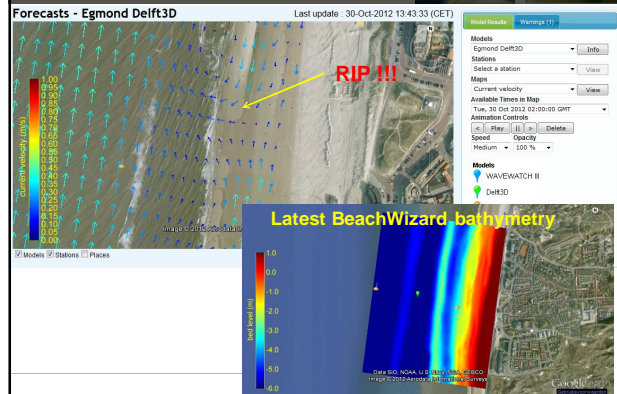 Forecasts - Egmond Delft3D
Last update : 30-Oct-2012 13:43:33 (CET)
RIP !!!
1.00
0.95
0.90
0.85
0.80
0.75
0.70
0.65
0.60
0.55
0.50
0.45
0.40
0.35
0.30
0.25
0.20
0.15
0.10
0.05
0.00
current velocity (m/s)
Image © 2012 Aerodata
Models
Stations
Places
Model Results
Warnings (1)
Models
Egmond Delft3D
Info
Stations
Select a station
View
Maps
Current velocity
View
Available Times in Map
Tue, 30 Oct 2012 02:00:00 GMT
Animation Controls
<
Play
||
>
Delete
Speed
Opacity
Medium
100 %
Models
WAVEWATCH III
Delft3D
Latest BeachWizard bathymetry
1.0
0.0
-1.0
-2.0
-3.0
-4.0
-5.0
-6.0
bed level (m)
Data SIO, NOAA, U.S. Navy, NGA, GEBCO
Image © 2012 Aerodata International Surveys
Google earth
Gebruiksvoorwaarden